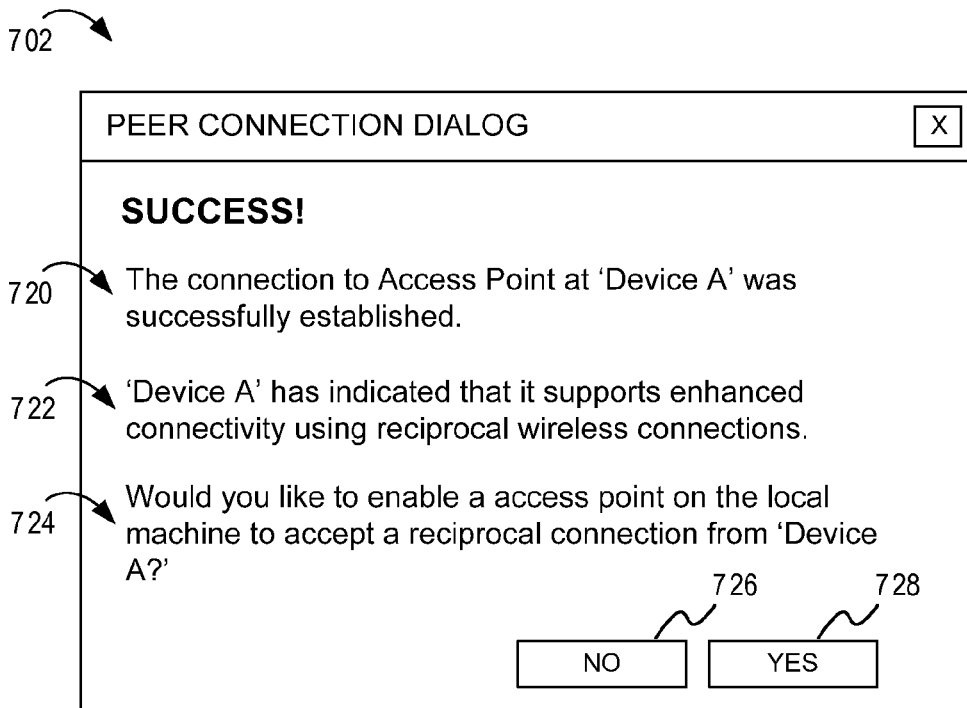 702
PEER CONNECTION DIALOG X
SUCCESS!
720
The connection to Access Point at ‘Device A’ was
successfully established.
722
‘Device A’ has indicated that it supports enhanced
connectivity using reciprocal wireless connections.
724
Would you like to enable a access point on the local
machine to accept a reciprocal connection from ‘Device
A?’
726 728
NO YES